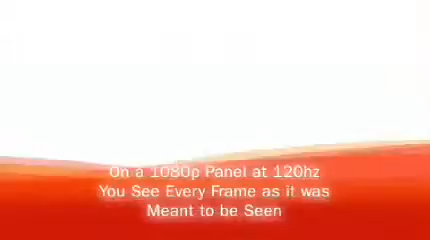 On a 1080p Panel at 120hz
You See Every Frame as it was
Meant to be Seen